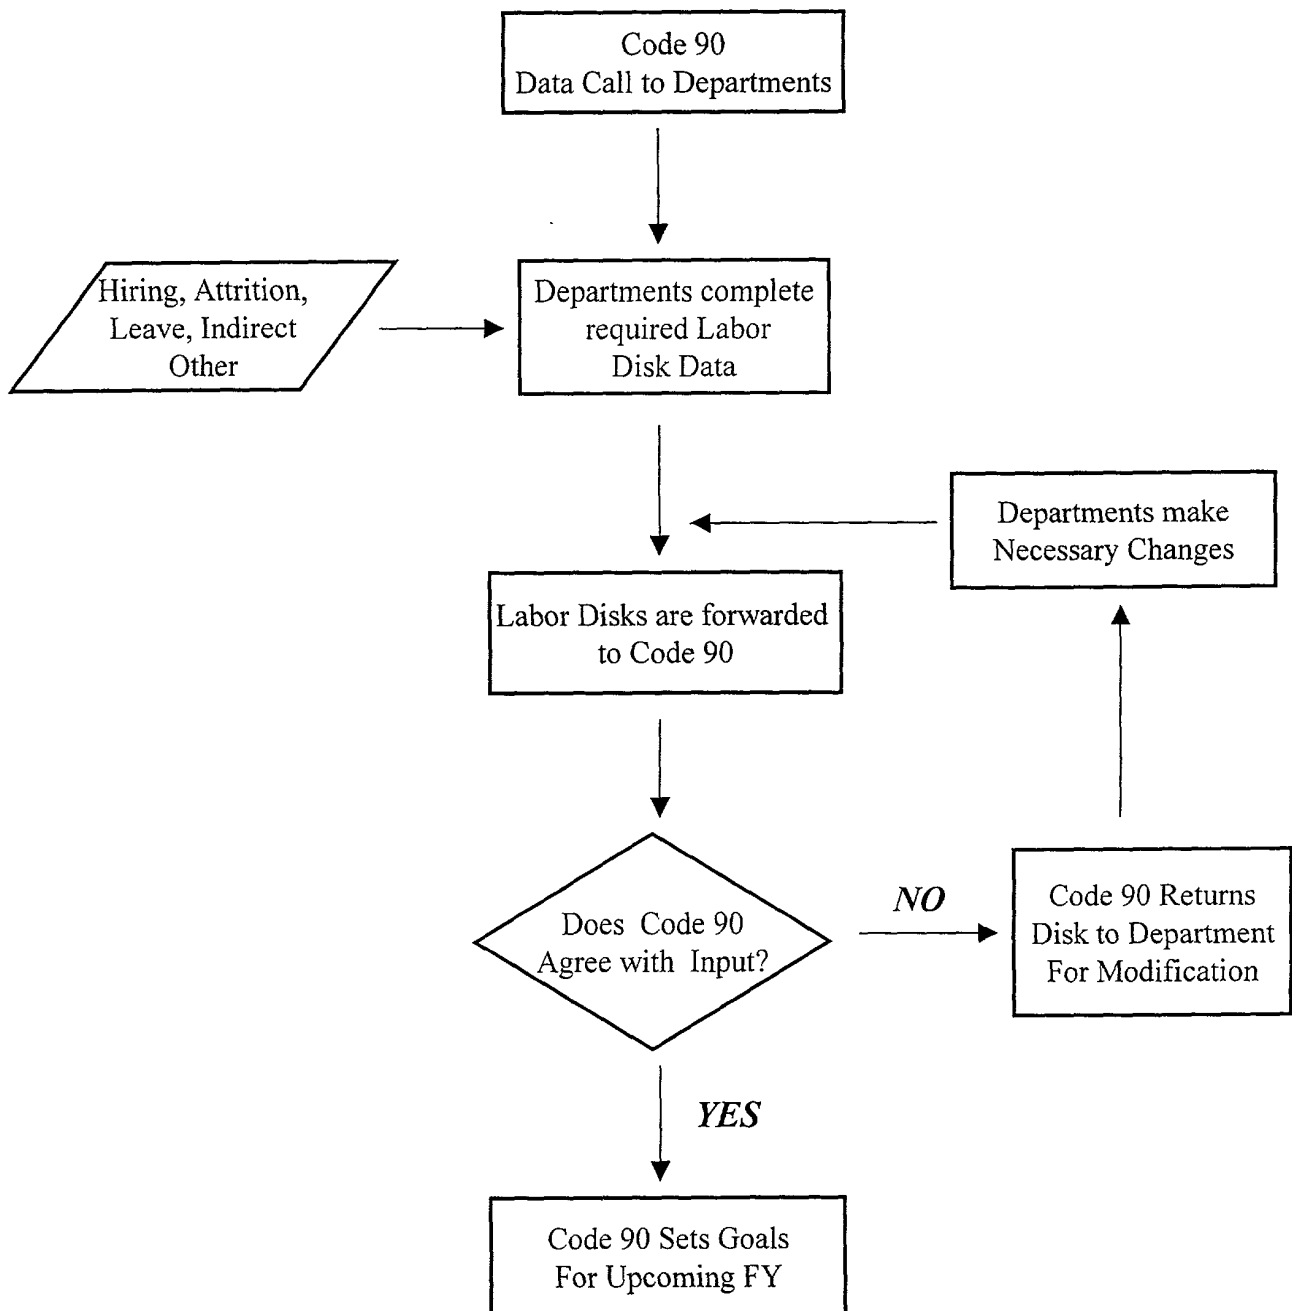 Code 90
Data Call to Departments
Hiring, Attrition,
Leave, Indirect
Other
Departments complete
required Labor
Disk Data
Departments make
Necessary Changes
Labor Disks are forwarded
to Code 90
Does Code 90
Agree with Input?
NO
Code 90 Returns
Disk to Department
For Modification
YES
Code 90 Sets Goals
For Upcoming FY